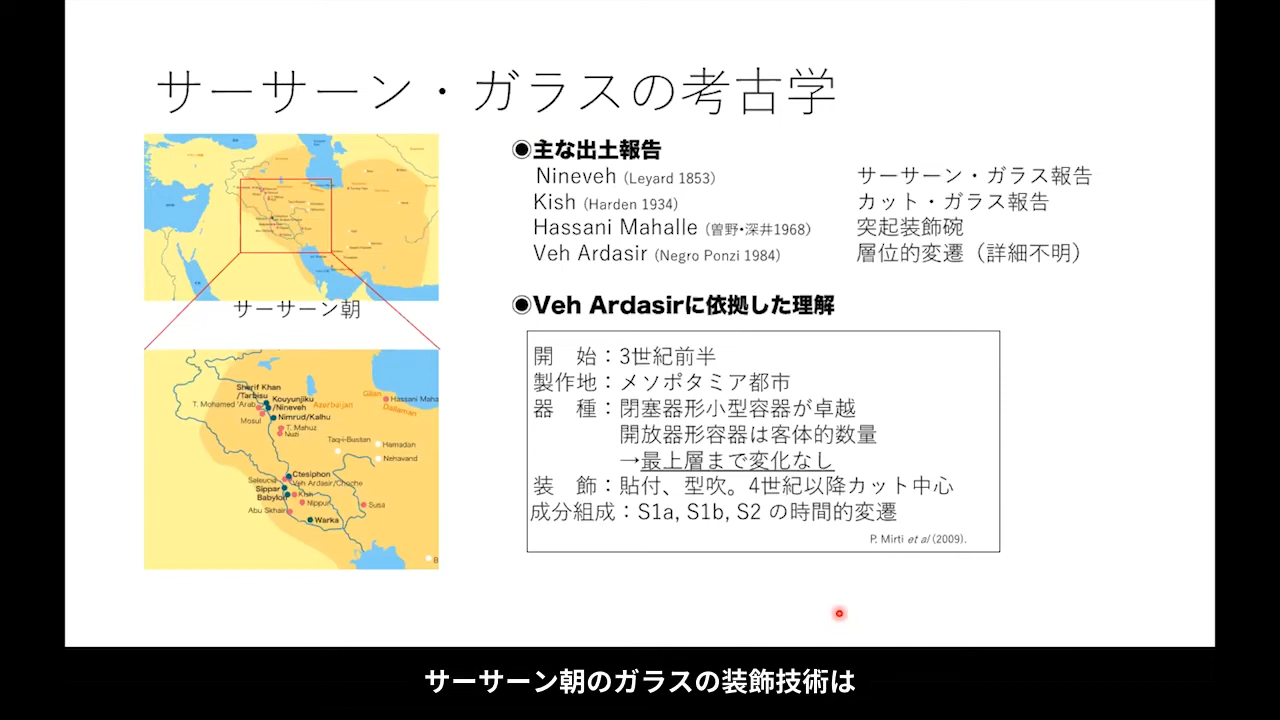 サーサーン・ガラスの考古学
◉主な出土報告
Nineveh (Leyard 1853) サーサーン・ガラス報告
Kish (Harden 1934) カット・ガラス報告
Hassani Mahalle (曽野・深井1968) 突起装飾碗
Veh Ardasir (Negro Ponzi 1984) 層位的変遷（詳細不明）
サーサーン朝
◉Veh Ardasirに依拠した理解
開　始：3世紀前半
製作地：メソポタミア都市
器　種：閉塞器形小型容器が卓越
開放器形容器は客体的数量
→最上層まで変化なし
装　飾：貼付、型吹。4世紀以降カット中心
成分組成：S1a, S1b, S2 の時間的変遷
P. Mirti et al (2009).
Sherif Khan
/Tarbisu
T. Mohamed 'Arab
Kouyunjiku
/Nineveh
Mosul
Nimrud/Kalhu
T. Mahuz
Nuzi
Azerbaijan
Gilan
Hassani Maha
Dailaman
Taq-i-Bustan
Hamadan
Nehavand
Ctesiphon
Seleucia
Veh Ardasir/Choche
Sippar
Babylon
Kish
Nippur
Abu Skhair
Warka
Susa
B
サーサーン朝のガラスの装飾技術は